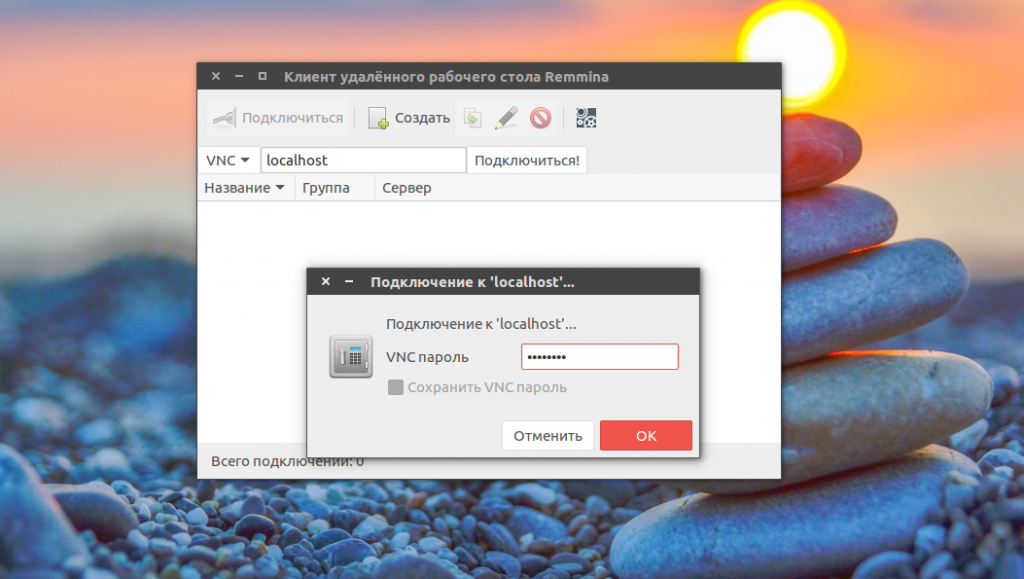 Клиент удалённого рабочего стола Remmina
Подключиться Создать
VNC localhost Подключиться!
Название Группа Сервер
Подключение к 'localhost'...
Подключение к 'localhost'...
VNC пароль ••••••••
Сохранить VNC пароль
Отменить OK
Всего подключений: 0